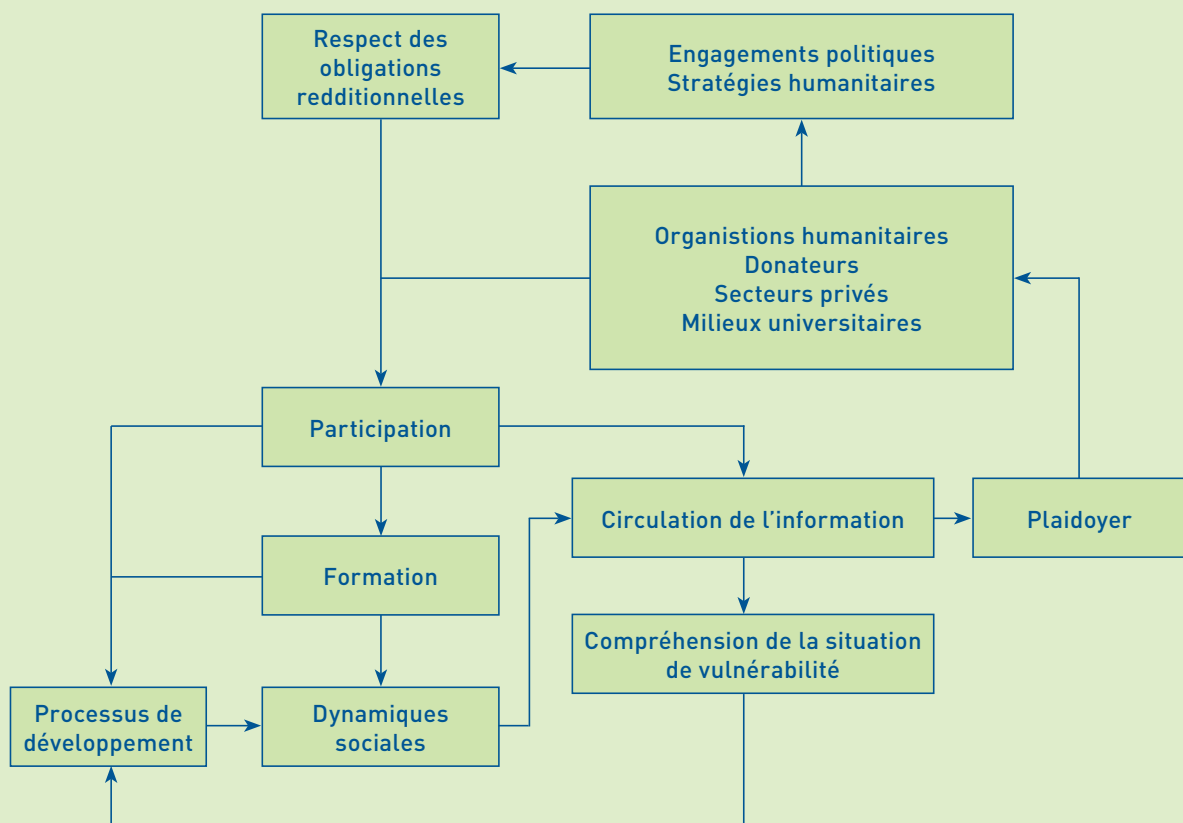 Respect des
obligations
redditionnelles
Engagements politiques
Stratégies humanitaires
Organistions humanitaires
Donateurs
Secteurs privés
Milieux universitaires
Participation
Circulation de l'information
Plaidoyer
Formation
Compréhension de la situation
de vulnérabilité
Processus de
développement
Dynamiques
sociales